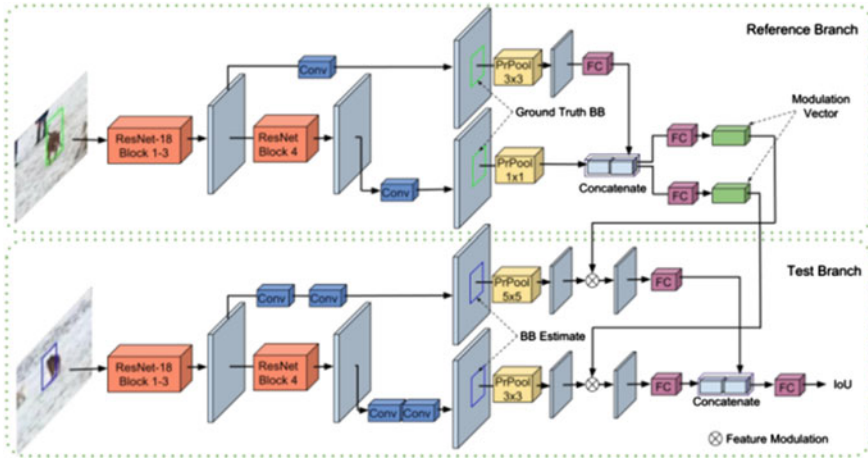 Reference Branch
Conv
PrPool
3x3
FC
Ground Truth BB
Modulation
Vector
ResNet-18
Block 1-3
ResNet
Block 4
Conv
PrPool
1x1
Concatenate
FC
FC
Test Branch
Conv
Conv
PrPool
5x5
FC
BB Estimate
ResNet-18
Block 1-3
ResNet
Block 4
Conv
Conv
PrPool
3x3
FC
Concatenate
FC
IoU
Feature Modulation